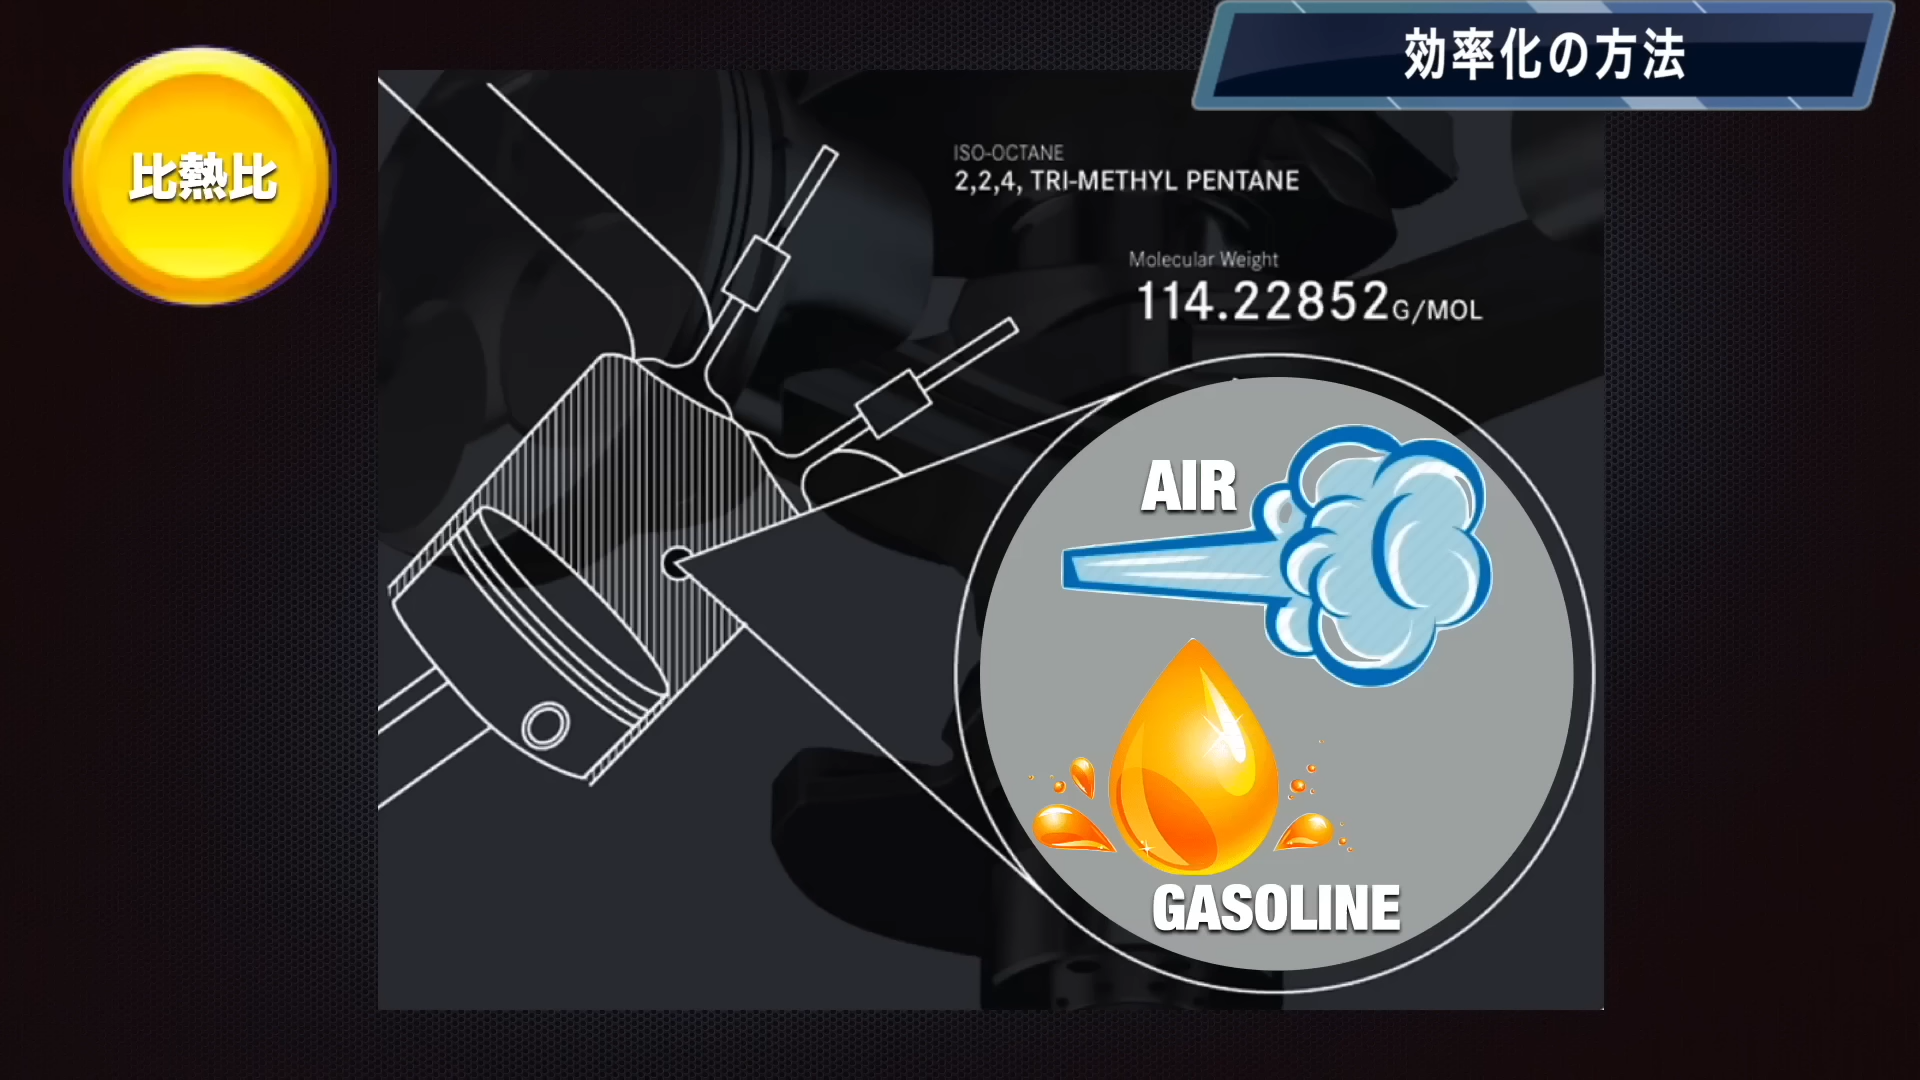 効率化の方法
比熱比
ISO-OCTANE
2,2,4, TRI-METHYL PENTANE
Molecular Weight
114.22852G/MOL
AIR
GASOLINE